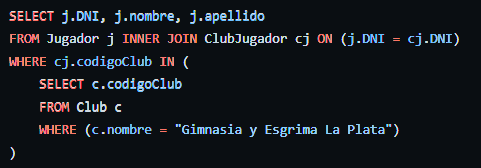 SELECT j.DNI, j.nombre, j.apellido
FROM Jugador j INNER JOIN ClubJugador cj ON (j.DNI = cj.DNI)
WHERE cj.codigoClub IN (
    SELECT c.codigoClub
    FROM Club c
    WHERE (c.nombre = "Gimnasia y Esgrima La Plata")
)